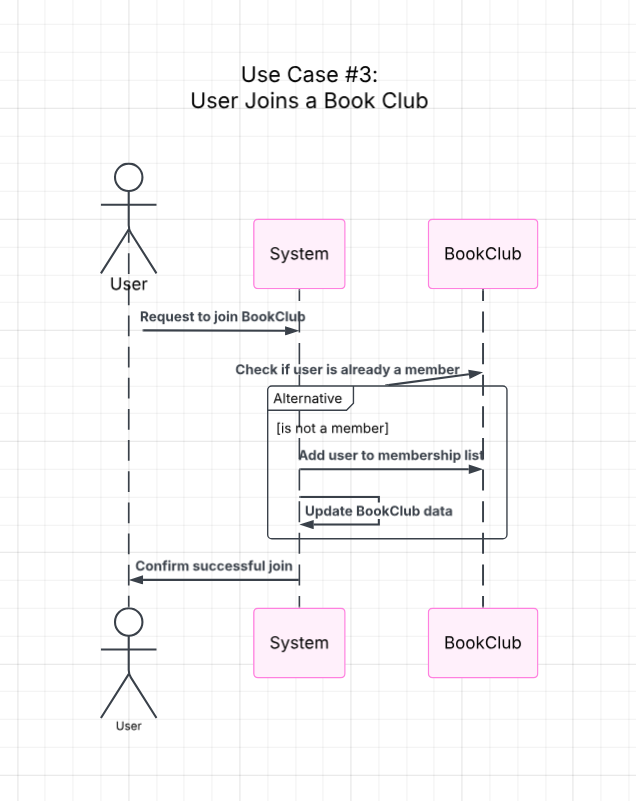 Use Case #3:
User Joins a Book Club
User
System
BookClub
Request to join BookClub
Check if user is already a member
Alternative
[is not a member]
Add user to membership list
Update BookClub data
Confirm successful join
User
System
BookClub